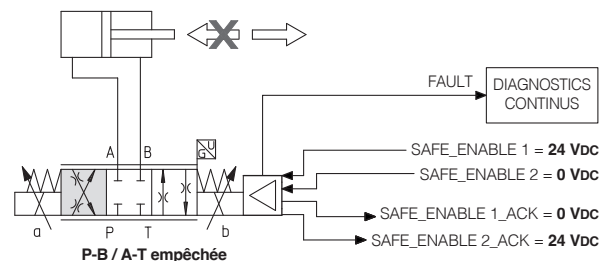 FAULT
DIAGNOSTICS
CONTINUS
A B
U
G
SAFE_ENABLE 1 = 24 VDC
SAFE_ENABLE 2 = 0 VDC
SAFE_ENABLE 1_ACK = 0 VDC
SAFE_ENABLE 2_ACK = 24 VDC
a P T b
P-B / A-T empêchée